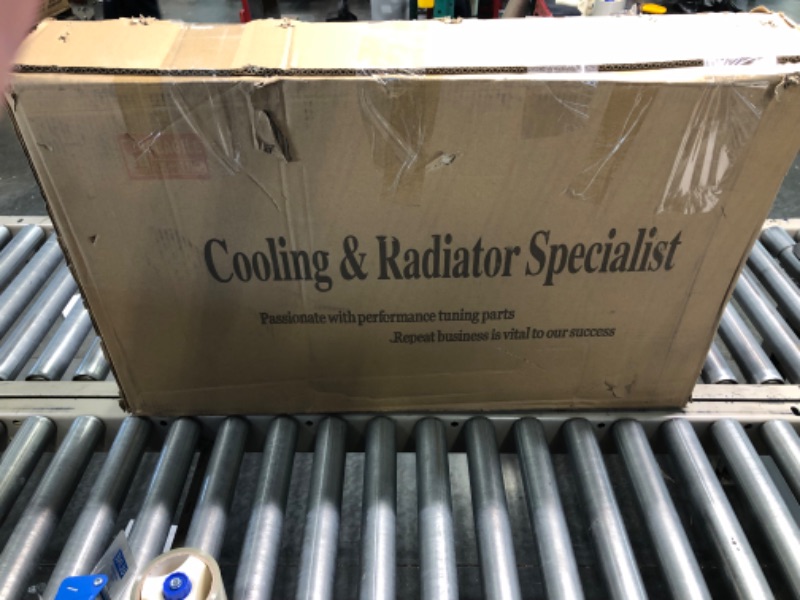 Cooling & Radiator Specialist
Passionate with performance tuning parts
.Repeat business is vital to our success